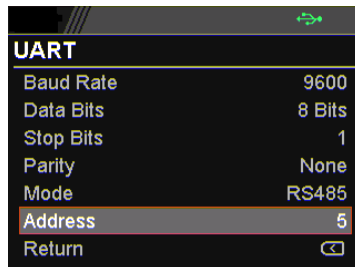 UART
Baud Rate 9600
Data Bits 8 Bits
Stop Bits 1
Parity None
Mode RS485
Address 5
Return